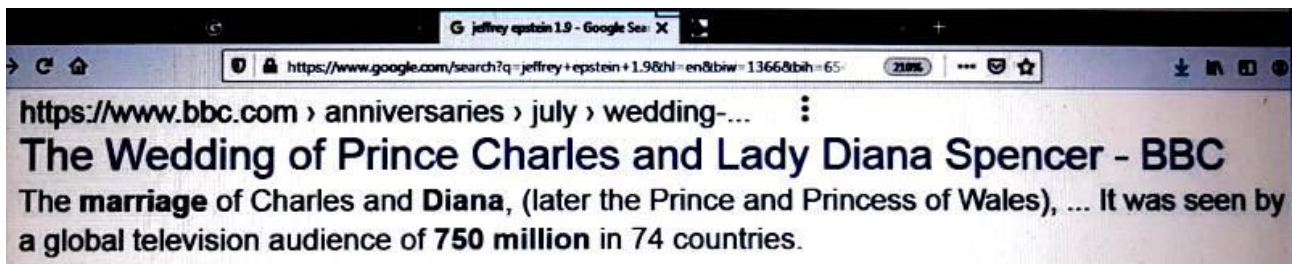 G jeffrey epstein 1.9 - Google Sea X
https://www.google.com/search?q=jeffrey+epstein+1.9&hl=en&biw=1366&bih=65
210%
https://www.bbc.com › anniversaries › july › wedding-...
The Wedding of Prince Charles and Lady Diana Spencer - BBC
The marriage of Charles and Diana, (later the Prince and Princess of Wales), ... It was seen by
a global television audience of 750 million in 74 countries.